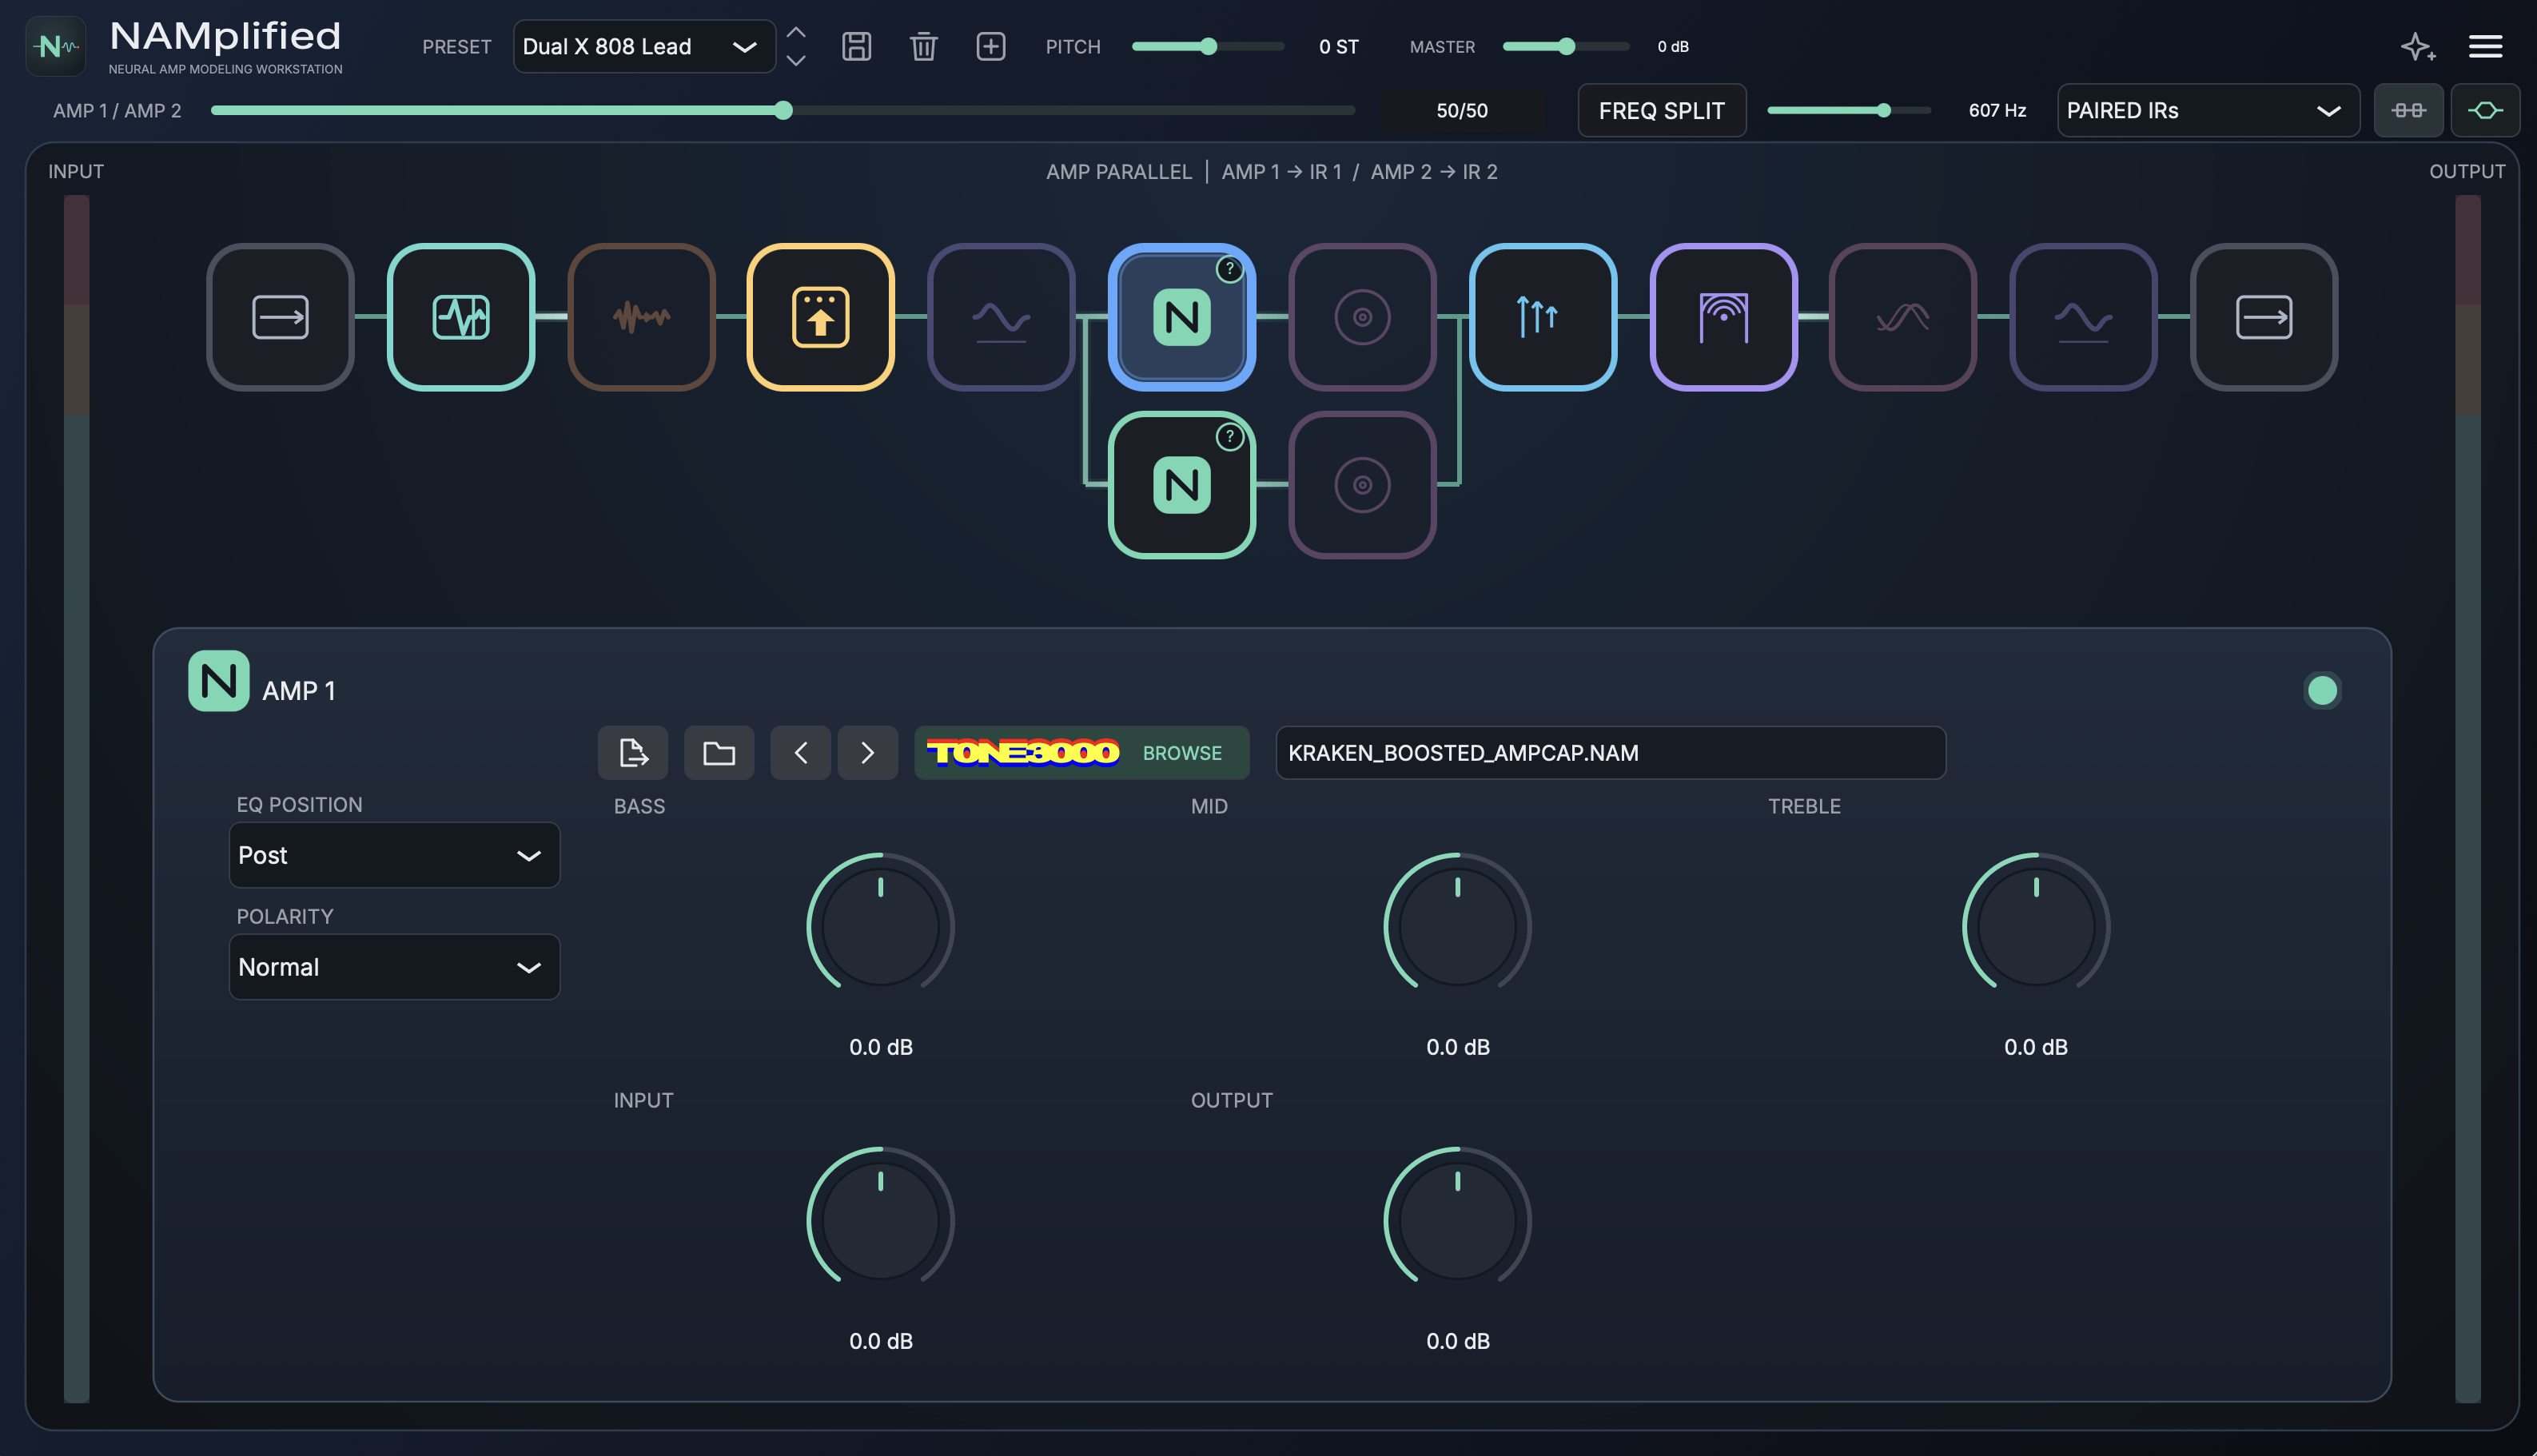 NAMplified
NEURAL AMP MODELING WORKSTATION
PRESET
Dual X 808 Lead
PITCH
0 ST
MASTER
0 dB
AMP 1 / AMP 2
50/50
FREQ SPLIT
607 Hz
PAIRED IRs
INPUT
AMP PARALLEL | AMP 1 → IR 1 / AMP 2 → IR 2
OUTPUT
N
?
N
?
N
AMP 1
TONE3000 BROWSE
KRAKEN_BOOSTED_AMPCAP.NAM
EQ POSITION
Post
POLARITY
Normal
BASS
MID
TREBLE
0.0 dB
0.0 dB
0.0 dB
INPUT
OUTPUT
0.0 dB
0.0 dB